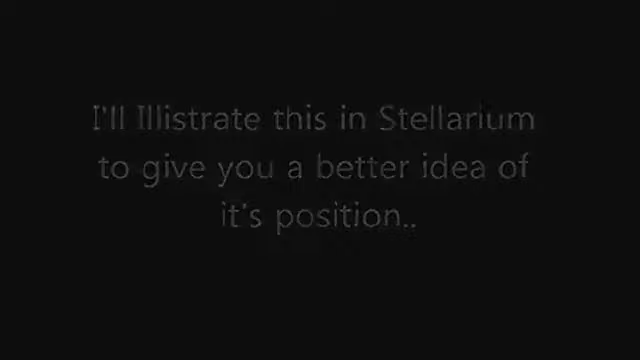 I'll Illistrate this in Stellarium
to give you a better idea of
it's position..